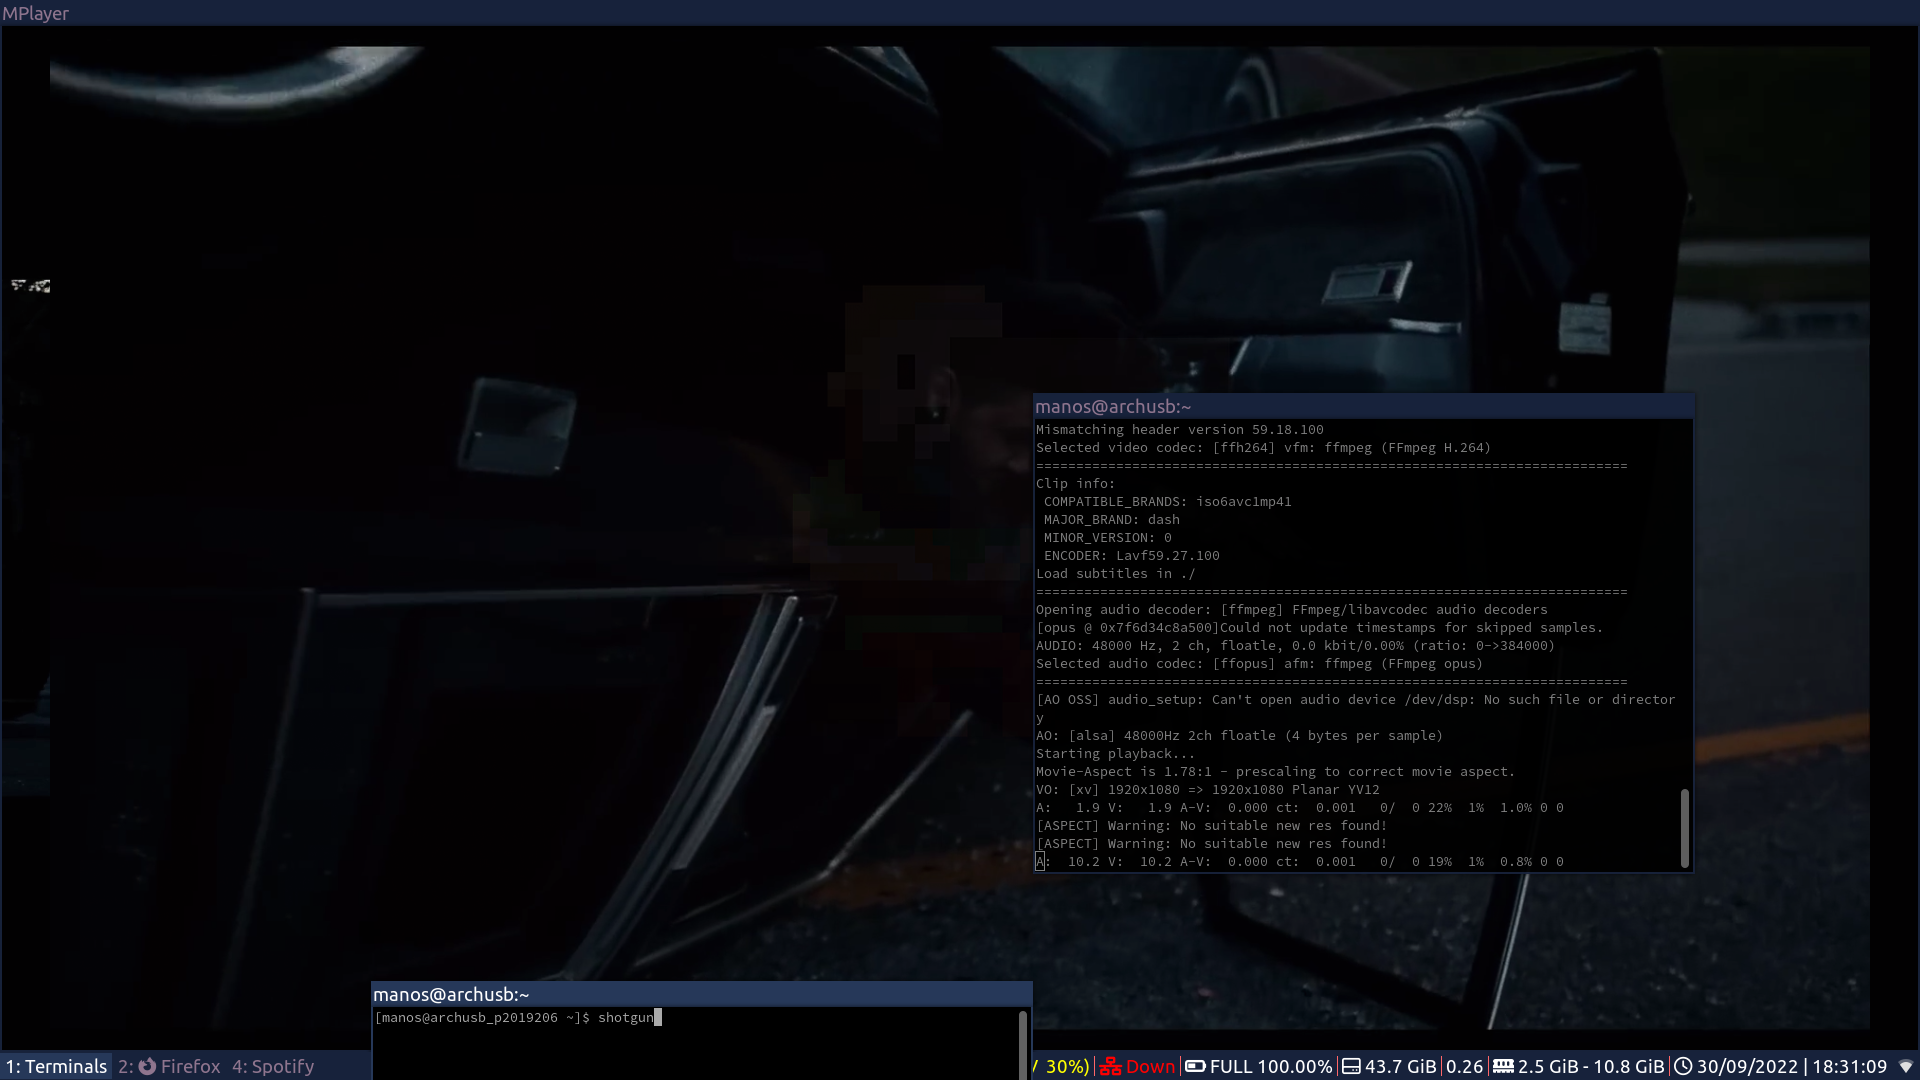 MPlayer
manos@archusb:~
Mismatching header version 59.18.100
Selected video codec: [ffh264] vfm: ffmpeg (FFmpeg H.264)
==========================================================================
Clip info:
COMPATIBLE_BRANDS: iso6avc1mp41
MAJOR_BRAND: dash
MINOR_VERSION: 0
ENCODER: Lavf59.27.100
Load subtitles in ./
==========================================================================
Opening audio decoder: [ffmpeg] FFmpeg/libavcodec audio decoders
[opus @ 0x7f6d34c8a500]Could not update timestamps for skipped samples.
AUDIO: 48000 Hz, 2 ch, floatle, 0.0 kbit/0.00% (ratio: 0->384000)
Selected audio codec: [ffopus] afm: ffmpeg (FFmpeg opus)
==========================================================================
[AO OSS] audio_setup: Can't open audio device /dev/dsp: No such file or director
y
AO: [alsa] 48000Hz 2ch floatle (4 bytes per sample)
Starting playback...
Movie-Aspect is 1.78:1 - prescaling to correct movie aspect.
VO: [xv] 1920x1080 => 1920x1080 Planar YV12
A:   1.9 V:   1.9 A-V:  0.000 ct:  0.001   0/  0 22%  1%  1.0% 0 0
[ASPECT] Warning: No suitable new res found!
[ASPECT] Warning: No suitable new res found!
A:  10.2 V:  10.2 A-V:  0.000 ct:  0.001   0/  0 19%  1%  0.8% 0 0
manos@archusb:~
[manos@archusb_p2019206 ~]$ shotgun
1: Terminals 2: Firefox 4: Spotify / 30%) | Down | FULL 100.00% | 43.7 GiB | 0.26 | 2.5 GiB - 10.8 GiB | 30/09/2022 | 18:31:09